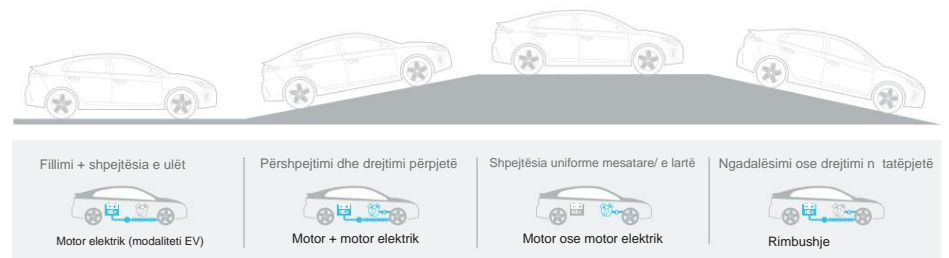 Fillimi + shpejtësia e ulët
Motor elektrik (modaliteti EV)
Përshpejtimi dhe drejtimi përpjetë
Motor + motor elektrik
Shpejtësia uniforme mesatare/ e lartë
Motor ose motor elektrik
Ngadalësimi ose drejtimi n tatëpjetë
Rimbushje